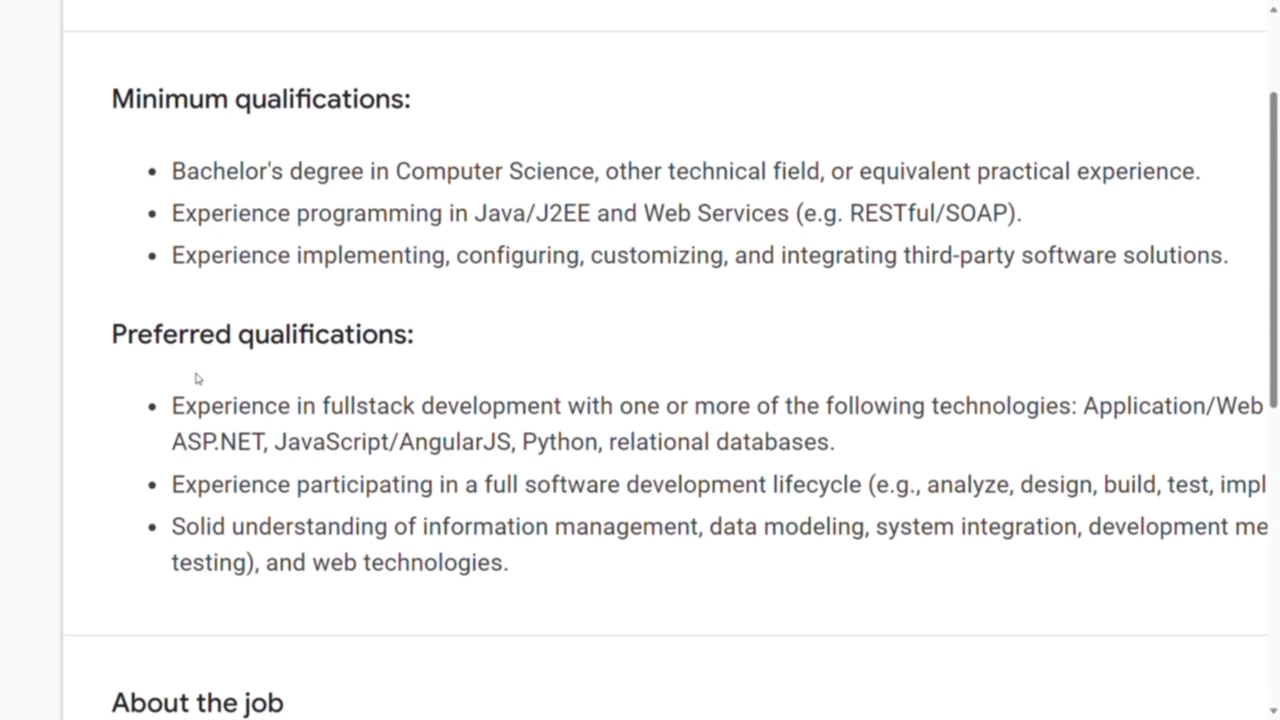 Minimum qualifications:
Bachelor's degree in Computer Science, other technical field, or equivalent practical experience.
Experience programming in Java/J2EE and Web Services (e.g. RESTful/SOAP).
Experience implementing, configuring, customizing, and integrating third-party software solutions.
Preferred qualifications:
Experience in fullstack development with one or more of the following technologies: Application/Web
ASP.NET, JavaScript/AngularJS, Python, relational databases.
Experience participating in a full software development lifecycle (e.g., analyze, design, build, test, impl
Solid understanding of information management, data modeling, system integration, development me
testing), and web technologies.
About the job